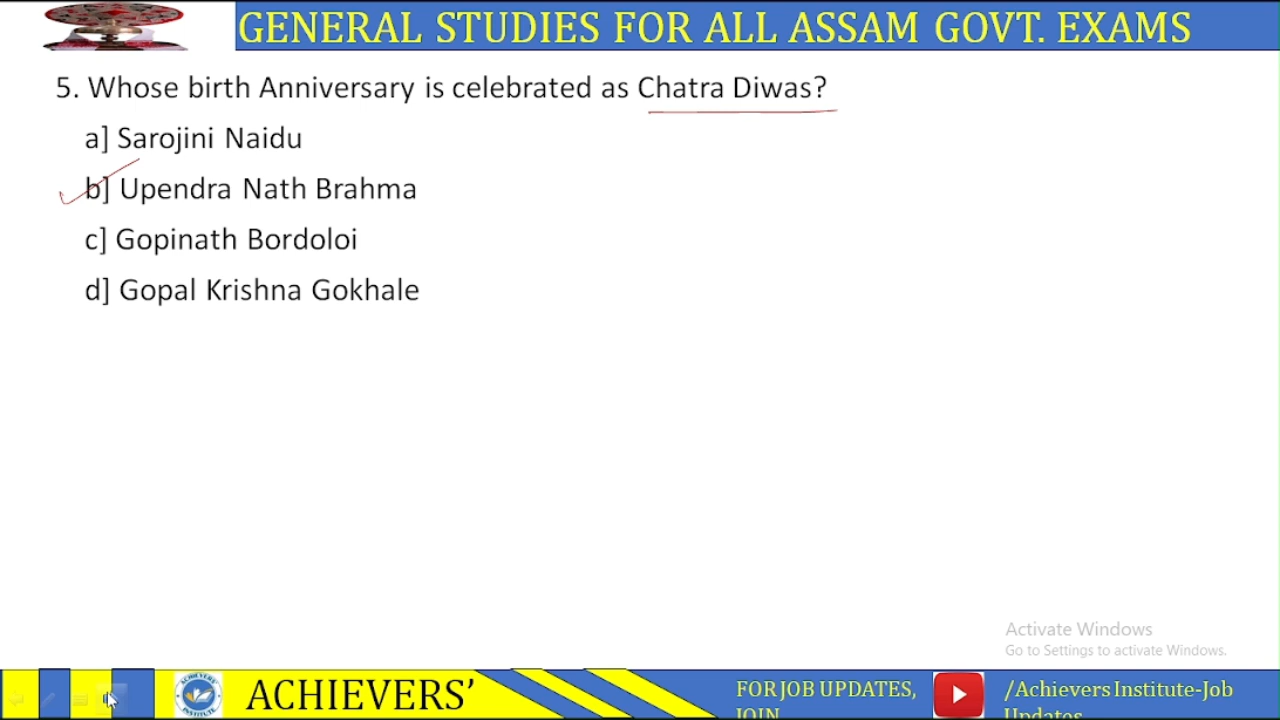 GENERAL STUDIES FOR ALL ASSAM GOVT. EXAMS
5. Whose birth Anniversary is celebrated as Chatra Diwas?
a] Sarojini Naidu
b] Upendra Nath Brahma
c] Gopinath Bordoloi
d] Gopal Krishna Gokhale
Activate Windows
Go to Settings to activate Windows.
ACHIEVERS’
FOR JOB UPDATES,
JOIN
/Achievers Institute-Job
Updates